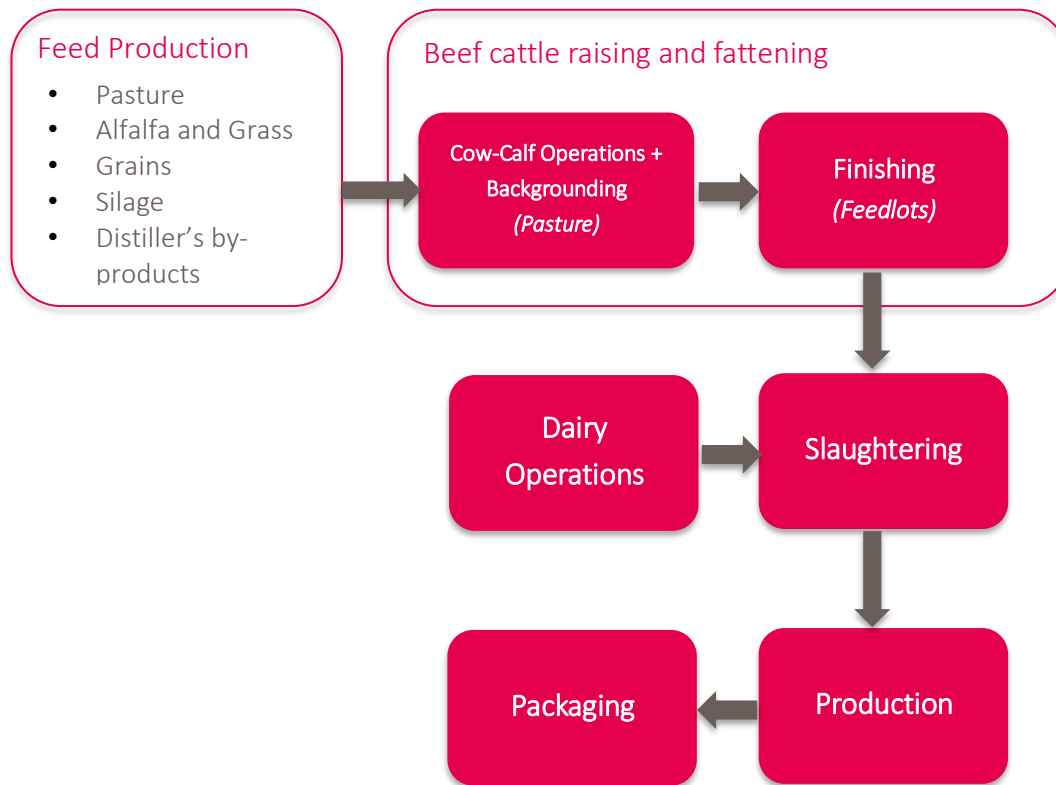 Feed Production
• Pasture
• Alfalfa and Grass
• Grains
• Silage
• Distiller's by-
products
Beef cattle raising and fattening
Cow-Calf Operations +
Backgrounding
(Pasture)
Finishing
(Feedlots)
Dairy
Operations
Slaughtering
Packaging
Production